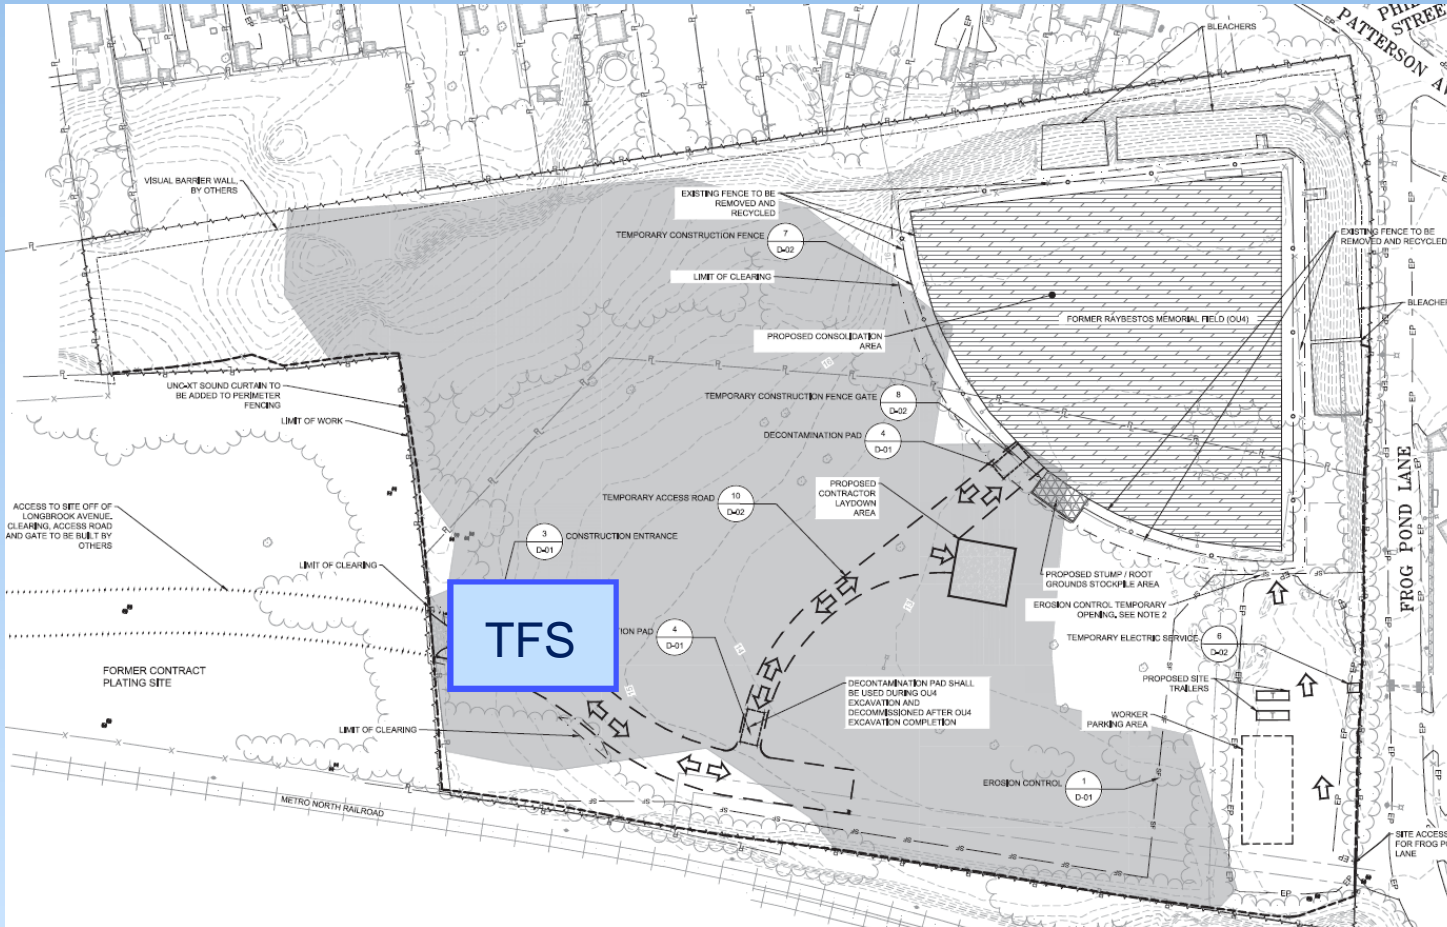 BLEACHERS
PATTERSON
STREE
VISUAL BARRIER WALL,
BY OTHERS
EXISTING FENCE TO BE
REMOVED AND
RECYCLED
TEMPORARY CONSTRUCTION FENCE
7
D-02
EXISTING FENCE TO BE
REMOVED AND RECYCLED
LIMIT OF CLEARING
BLEACHER
FORMER RAYBESTOS MEMORIAL FIELD (OU4)
PROPOSED CONSOLIDATION
AREA
UNC-XT SOUND CURTAIN TO
BE ADDED TO PERIMETER
FENCING
TEMPORARY CONSTRUCTION FENCE GATE
8
D-02
LIMIT OF WORK
DECONTAMINATION PAD
4
D-01
FROG POND LANE
PROPOSED
CONTRACTOR
LAYDOWN
AREA
TEMPORARY ACCESS ROAD
10
D-02
ACCESS TO SITE OFF OF
LONGBROOK AVENUE.
CLEARING, ACCESS ROAD
AND GATE TO BE BUILT BY
OTHERS
3
D-01
CONSTRUCTION ENTRANCE
LIMIT OF CLEARING
PROPOSED STUMP / ROOT
GROUNDS STOCKPILE AREA
EROSION CONTROL TEMPORARY
OPENING, SEE NOTE 2
TFS
ION PAD
4
D-01
TEMPORARY ELECTRIC SERVICE
6
D-02
FORMER CONTRACT
PLATING SITE
PROPOSED SITE
TRAILERS
DECONTAMINATION PAD SHALL
BE USED DURING OU4
EXCAVATION AND
DECOMMISSIONED AFTER OU4
EXCAVATION COMPLETION
WORKER
PARKING AREA
LIMIT OF CLEARING
EROSION CONTROL
1
D-01
METRO NORTH RAILROAD
SITE ACCESS
FOR FROG P
LANE